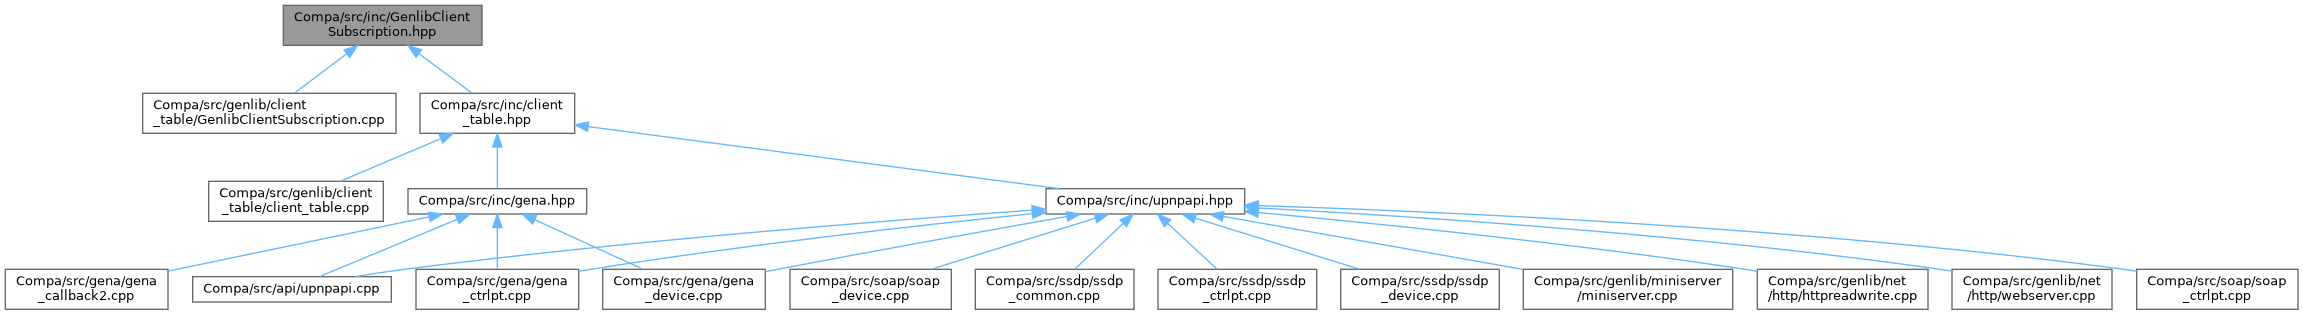 Compa/src/inc/GenlibClient
Subscription.hpp
Compa/src/genlib/client
_table/GenlibClientSubscription.cpp
Compa/src/inc/client
_table.hpp
Compa/src/genlib/client
_table/client_table.cpp
Compa/src/inc/gena.hpp
Compa/src/inc/upnpapi.hpp
Compa/src/gena/gena
_callback2.cpp
Compa/src/api/upnpapi.cpp
Compa/src/gena/gena
_ctrlpt.cpp
Compa/src/gena/gena
_device.cpp
Compa/src/soap/soap
_device.cpp
Compa/src/ssdp/ssdp
_common.cpp
Compa/src/ssdp/ssdp
_ctrlpt.cpp
Compa/src/ssdp/ssdp
_device.cpp
Compa/src/genlib/miniserver
/miniserver.cpp
Compa/src/genlib/net
/http/httpreadwrite.cpp
Compa/src/genlib/net
/http/webserver.cpp
Compa/src/soap/soap
_ctrlpt.cpp